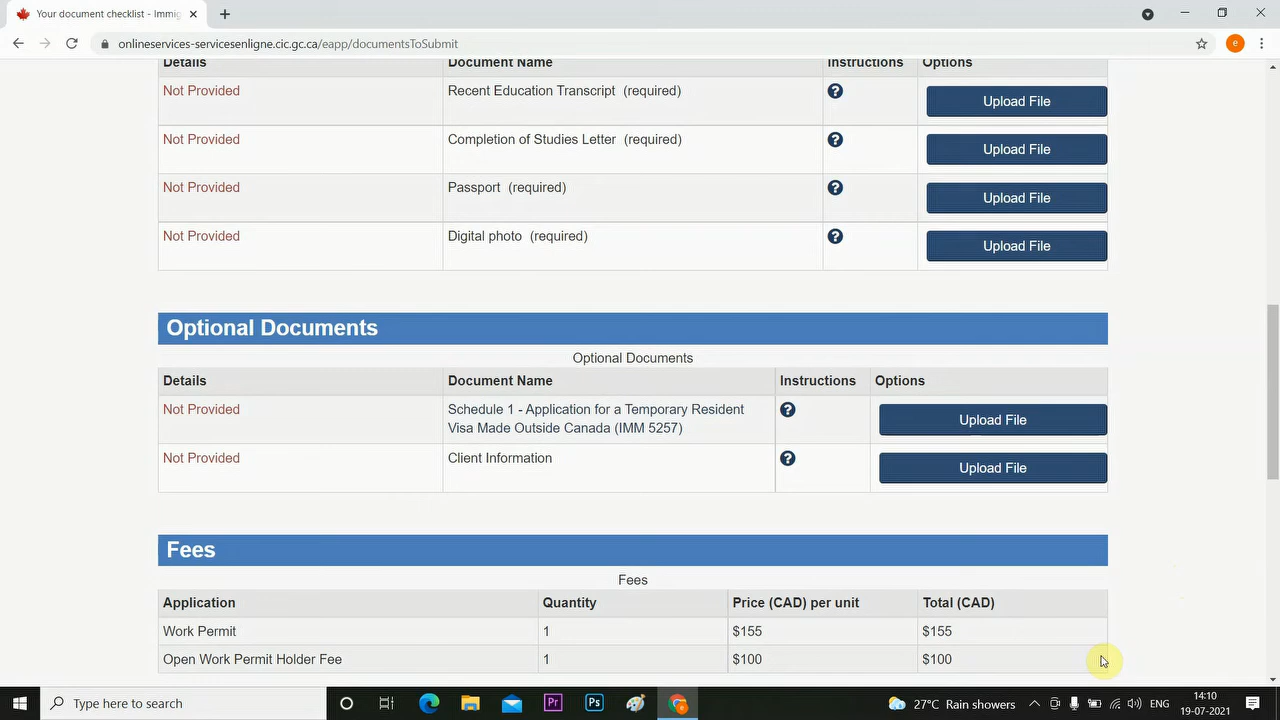 Your document checklist - Immig
onlineservices-servicesenligne.cic.gc.ca/eapp/documentsToSubmit
Details Document Name Instructions Options
Not Provided Recent Education Transcript (required) Upload File
Not Provided Completion of Studies Letter (required) Upload File
Not Provided Passport (required) Upload File
Not Provided Digital photo (required) Upload File
Optional Documents
Optional Documents
Details Document Name Instructions Options
Not Provided Schedule 1 - Application for a Temporary Resident
Visa Made Outside Canada (IMM 5257) Upload File
Not Provided Client Information Upload File
Fees
Fees
Application Quantity Price (CAD) per unit Total (CAD)
Work Permit 1 $155 $155
Open Work Permit Holder Fee 1 $100 $100
Type here to search
27°C Rain showers
ENG
14:10
19-07-2021